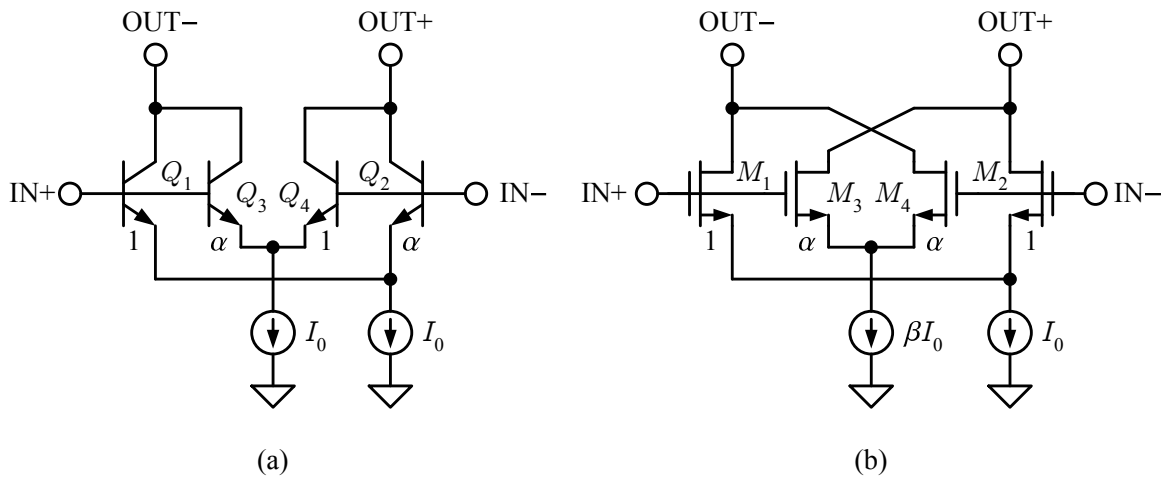 OUT− OUT+ OUT− OUT+
IN+ Q₁ Q₃ Q₄ Q₂ IN− IN+ M₁ M₃ M₄ M₂ IN−
1 α 1 α 1 α α 1
I₀ I₀ βI₀ I₀
(a) (b)